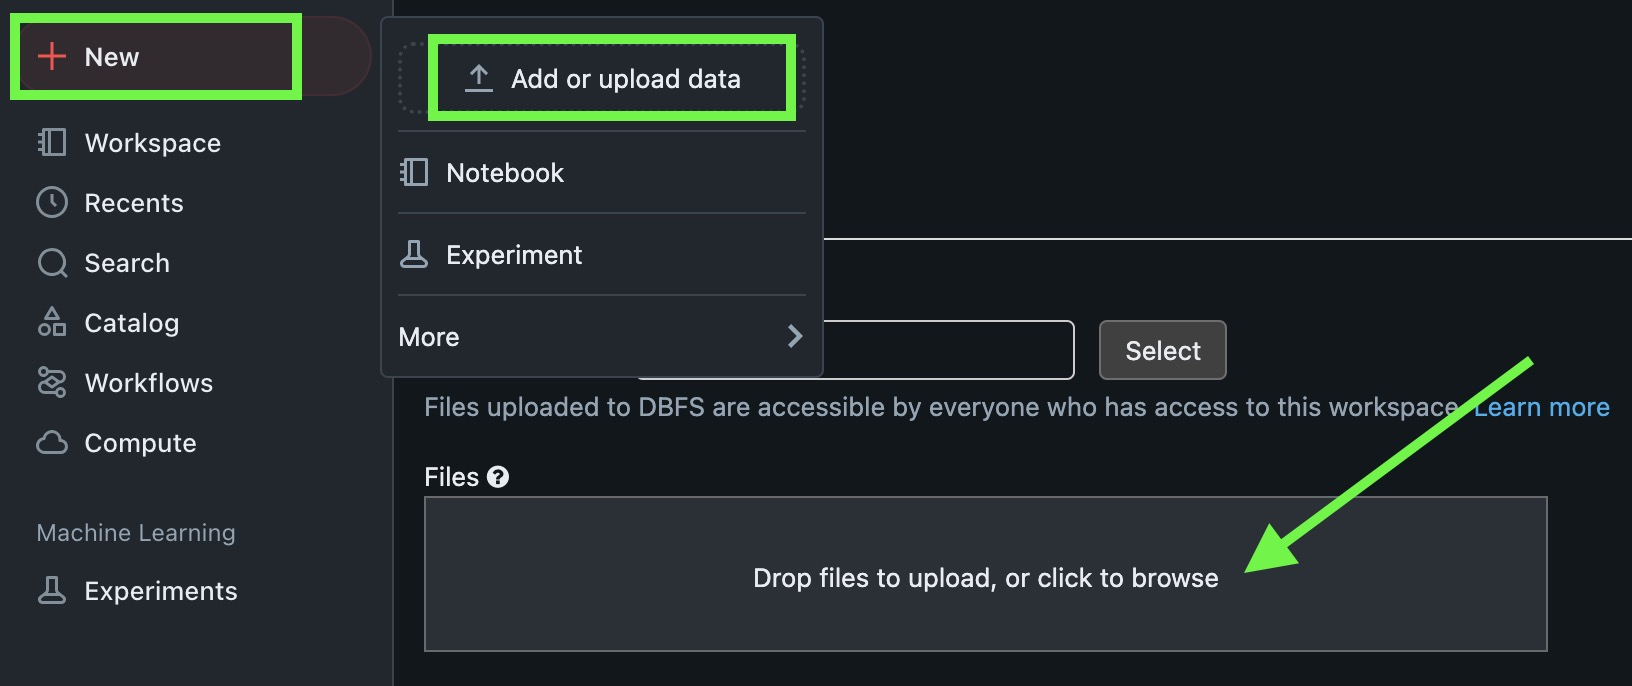 New
Workspace
Recents
Search
Catalog
Workflows
Compute
Machine Learning
Experiments
Add or upload data
Notebook
Experiment
More
Select
Files uploaded to DBFS are accessible by everyone who has access to this workspace. Learn more
Files
Drop files to upload, or click to browse